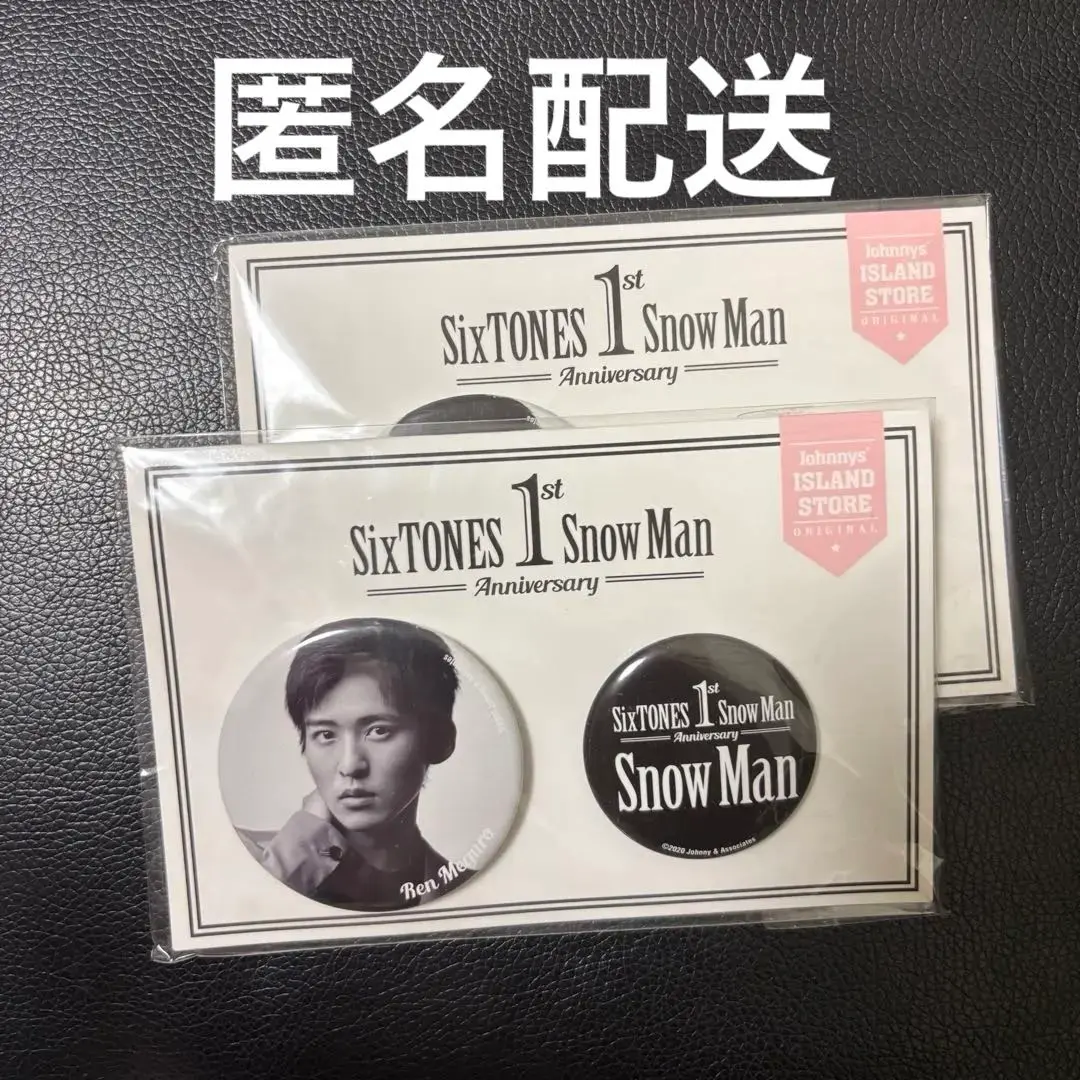 匿名配送
Johnnys'
ISLAND
STORE
ORIGINAL
SixTONES 1st Snow Man
Anniversary
Johnnys'
ISLAND
STORE
ORIGINAL
SixTONES 1st Snow Man
Anniversary
Ren Meguro
SixTONES 1st Snow Man
Anniversary
Snow Man
©2020 Johnny & Associates